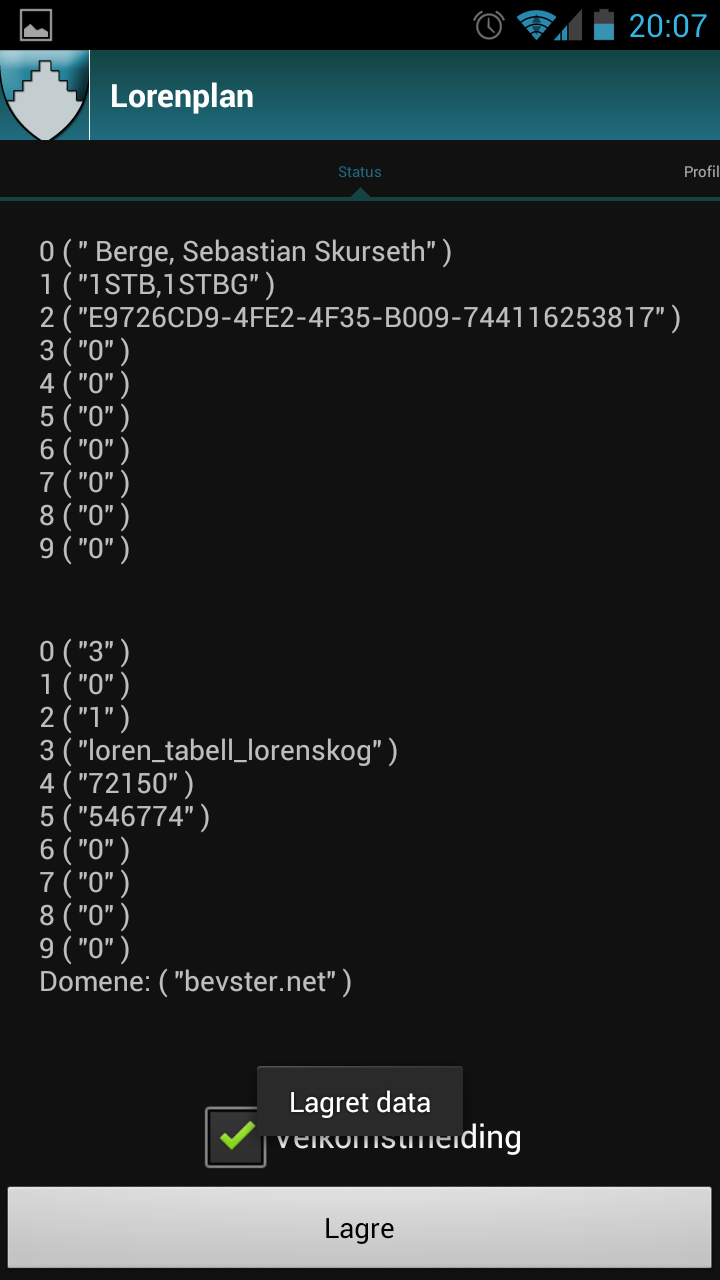 20:07
Lorenplan
Status
Profil
0 ( " Berge, Sebastian Skurseth" )
1 ( "1STB,1STBG" )
2 ( "E9726CD9-4FE2-4F35-B009-744116253817" )
3 ( "0" )
4 ( "0" )
5 ( "0" )
6 ( "0" )
7 ( "0" )
8 ( "0" )
9 ( "0" )
0 ( "3" )
1 ( "0" )
2 ( "1" )
3 ( "loren_tabell_lorenskog" )
4 ( "72150" )
5 ( "546774" )
6 ( "0" )
7 ( "0" )
8 ( "0" )
9 ( "0" )
Domene: ( "bevster.net" )
Lagret data
Velkomstmelding
Lagre